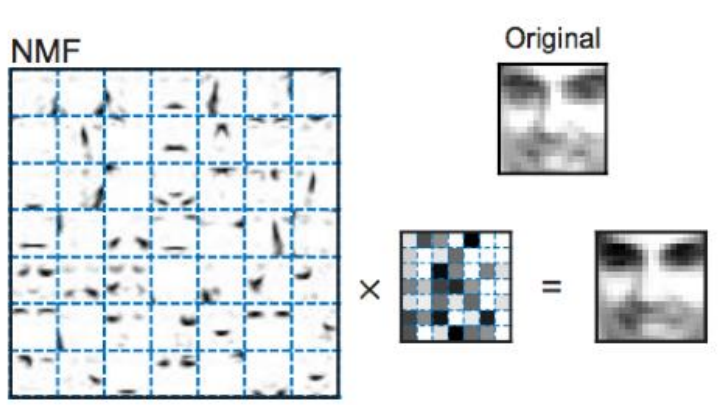 NMF
Original
× =